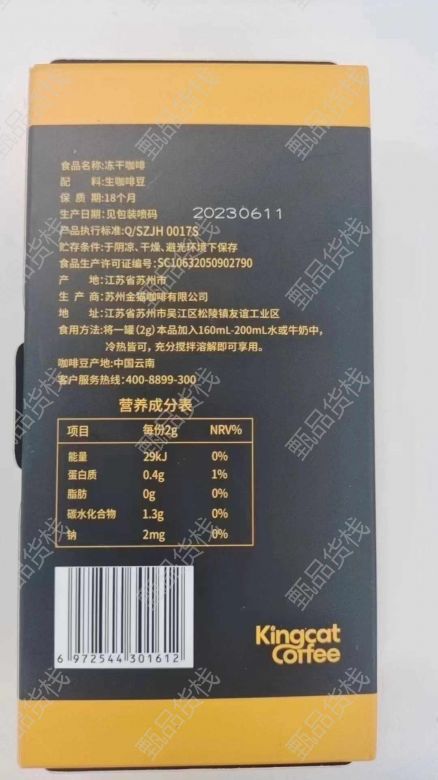 食品名称:冻干咖啡
配 料:生咖啡豆
保 质 期:18个月
生产日期:见包装喷码 20230611
产品执行标准:Q/SZJH 0017S
贮存条件:于阴凉、干燥、避光环境下保存
食品生产许可证编号:SC10632050902790
产 地:江苏省苏州市
生 产 商:苏州金猫咖啡有限公司
地 址:江苏省苏州市吴江区松陵镇友谊工业区
食用方法:将一罐(2g)本品加入160mL-200mL水或牛奶中,
冷热皆可,充分搅拌溶解即可享用。
咖啡豆产地:中国云南
客户服务热线:400-8899-300
营养成分表
项目 每份2g NRV%
能量 29kJ 0%
蛋白质 0.4g 1%
脂肪 0g 0%
碳水化合物 1.3g 0%
钠 2mg 0%
6 972544 301612
Kingcat
Coffee
甄品货栈